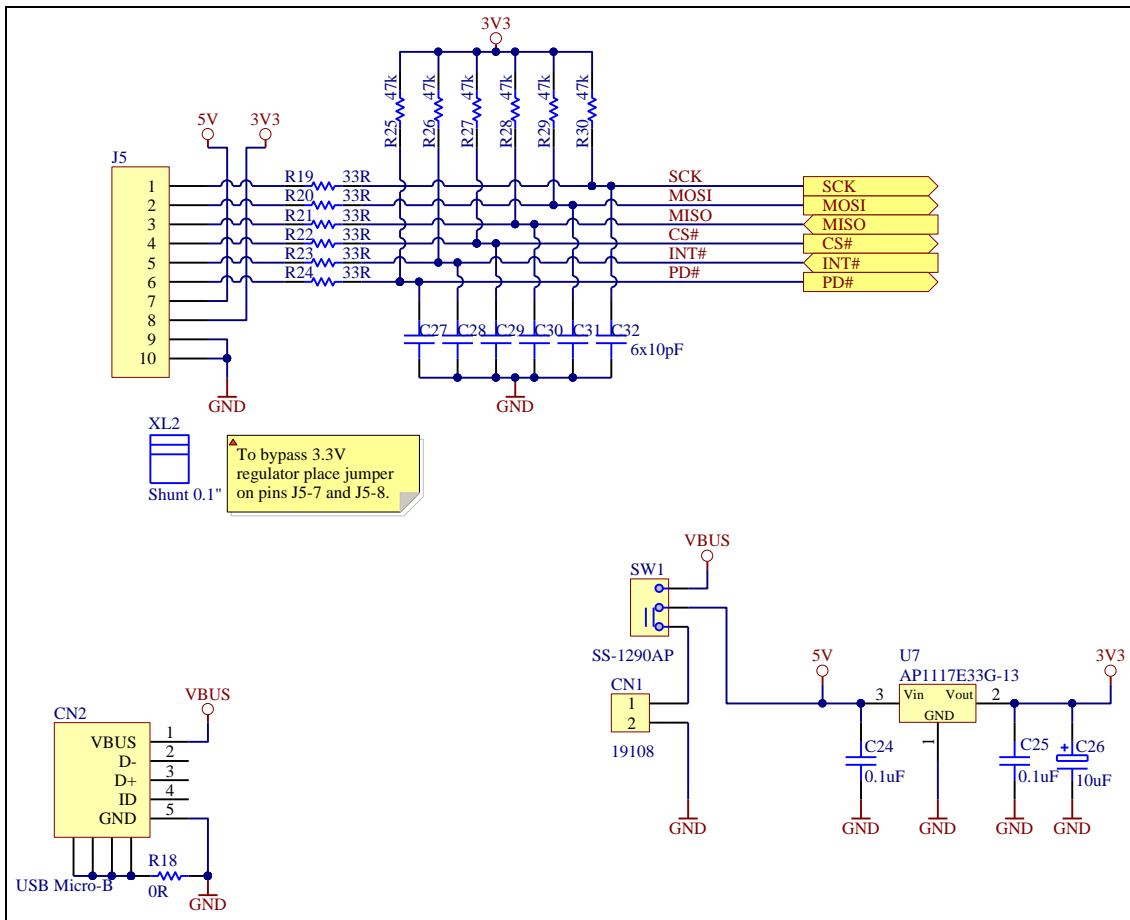 3V3
47k
47k
47k
47k
47k
47k
R25
R26
R27
R28
R29
R30
5V
3V3
J5
1
2
3
4
5
6
7
8
9
10
R19 33R
R20 33R
R21 33R
R22 33R
R23 33R
R24 33R
SCK
MOSI
MISO
CS#
INT#
PD#
SCK
MOSI
MISO
CS#
INT#
PD#
C27
C28
C29
C30
C31
C32
6x10pF
GND
GND
XL2
Shunt 0.1"
To bypass 3.3V
regulator place jumper
on pins J5-7 and J5-8.
VBUS
SW1
SS-1290AP
CN1
1
2
19108
GND
5V
U7
AP1117E33G-13
3
Vin
Vout
2
GND
1
3V3
C24
0.1uF
C25
0.1uF
C26
+
10uF
GND
GND
GND
GND
VBUS
CN2
VBUS 1
D- 2
D+ 3
ID 4
GND 5
R18
0R
USB Micro-B
GND